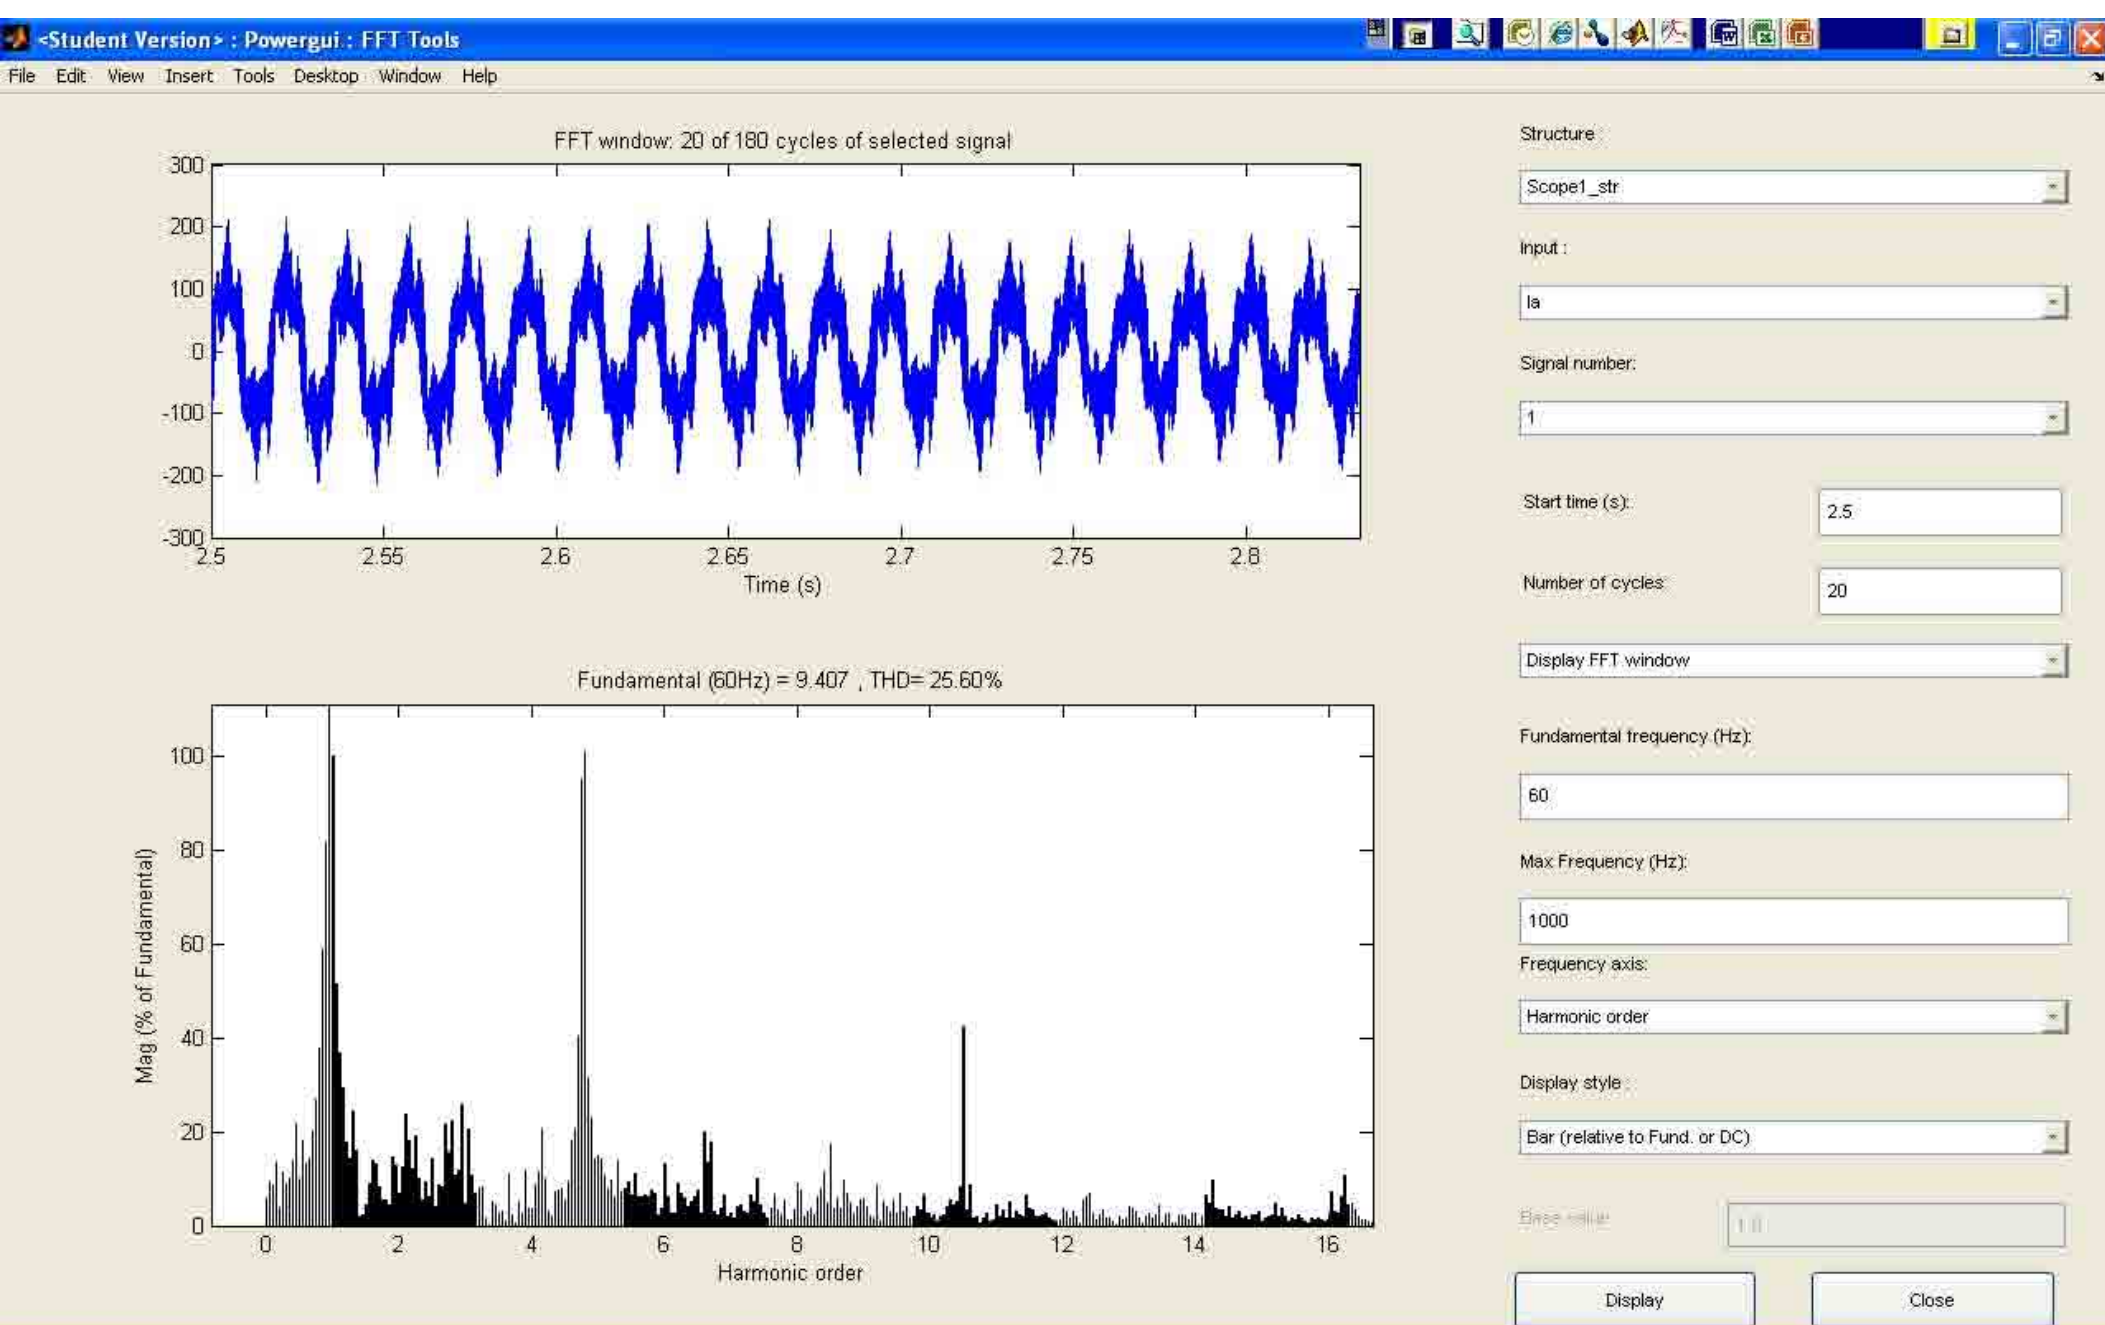 <Student Version> : Powergui : FFT Tools
File Edit View Insert Tools Desktop Window Help
FFT window: 20 of 180 cycles of selected signal
300
200
100
0
-100
-200
-300
2.5 2.55 2.6 2.65 2.7 2.75 2.8
Time (s)
Fundamental (60Hz) = 9.407 , THD= 25.60%
Mag (% of Fundamental)
100
80
60
40
20
0
0 2 4 6 8 10 12 14 16
Harmonic order
Structure :
Scope1_str
Input :
Ia
Signal number:
1
Start time (s):
2.5
Number of cycles:
20
Display FFT window
Fundamental frequency (Hz):
60
Max Frequency (Hz):
1000
Frequency axis:
Harmonic order
Display style :
Bar (relative to Fund. or DC)
Base value:
1.0
Display Close